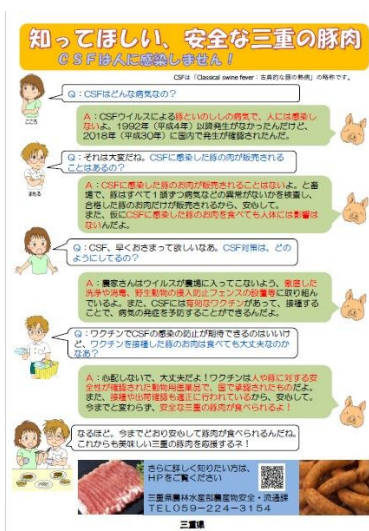 知ってほしい、安全な三重の豚肉
CSFは人に感染しません!
CSFは「Classical swine fever:古典的な豚の熱病」の略称です。
Q:CSFはどんな病気なの?
こころ
A:CSFウイルスによる豚といのししの病気で、人には感染し
ないよ。1992年(平成4年)以降発生がなかったんだけど、
2018年(平成30年)に国内で発生が確認されたんだ。
Q:それは大変だね。CSFに感染した豚の肉が販売される
ことはあるの?
まもる
A:CSFに感染した豚のお肉が販売されることはないよ。と畜
場で、豚はすべて1頭ずつ病気などの異常がないかを検査し、
合格した豚のお肉だけが販売されるから、安心して。
また、仮にCSFに感染した豚のお肉を食べても人体には影響は
ないんだよ。
Q:CSF、早くおさまって欲しいなあ。CSF対策は、どの
ようにしてるの?
A:農家さんはウイルスが農場に入ってこないよう、徹底した
洗浄や消毒、野生動物の侵入防止フェンスの設置等に取り組ん
でいるよ。また、CSFには有効なワクチンがあって、接種する
ことで、病気の発症を予防することができるんだよ。
Q:ワクチンでCSFの感染の防止が期待できるのはいいけ
ど、ワクチンを接種した豚のお肉は食べても大丈夫なのか
なあ?
A:心配しないで、大丈夫だよ!ワクチンは人や豚に対する安
全性が確認された動物用医薬品で、国で承認されたものだよ。
また、接種や出荷確認も適正に行われているから、安心して。
今までと変わらず、安全な三重の豚肉が食べられるよ!
なるほど、今までどおり安心して豚肉が食べられるんだね。
これからも美味しい三重の豚肉を応援するネ!
さらに詳しく知りたい方は、
HPをご覧ください
三重県農林水産部農産物安全・流通課
TEL059-224-3154
三重県